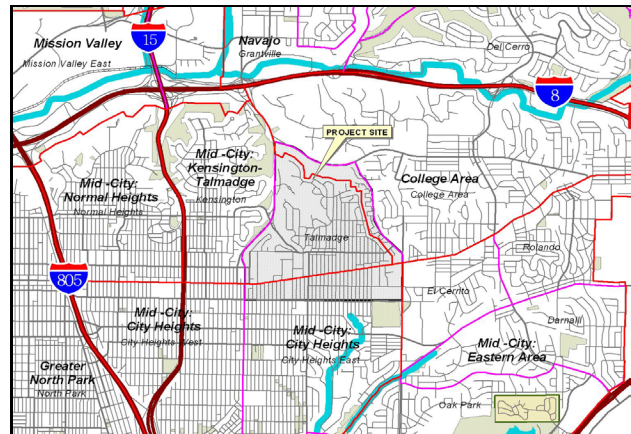 Mission Valley
Mission Valley East
15
Navajo
Grantville
Del Cerro
8
PROJECT SITE
Mid -City:
Kensington-
Talmadge
Kensington
College Area
College Area
Mid -City:
Normal Heights
Normal Heights
Talmadge
Rolando
805
El Cerrito
Mid -City:
City Heights
City Heights West
Mid -City:
City Heights
City Heights East
Darnall
Mid -City:
Eastern Area
Greater
North Park
North Park
Oak Park